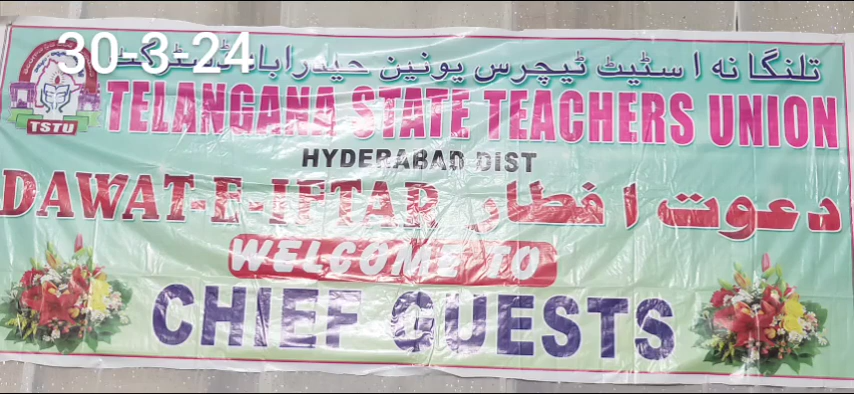 30-3-24
تلنگانہ اسٹیٹ ٹیچرس یونین حیدرآباد ڈسٹرکٹ
TSTU
TELANGANA STATE TEACHERS UNION
HYDERABAD DIST
DAWAT-E-IFTAR دعوت افطار
WELCOME TO
CHIEF GUESTS